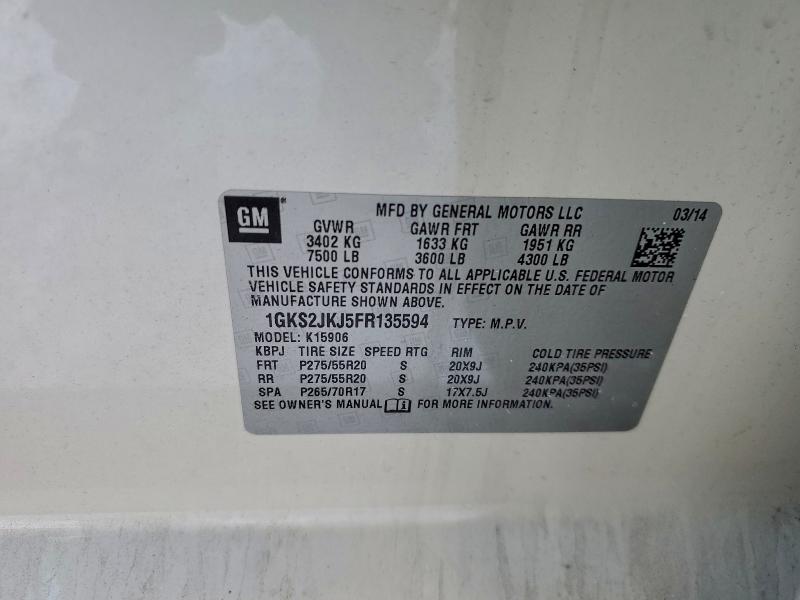 GM
MFD BY GENERAL MOTORS LLC 03/14
GVWR GAWR FRT GAWR RR
3402 KG 1633 KG 1951 KG
7500 LB 3600 LB 4300 LB
THIS VEHICLE CONFORMS TO ALL APPLICABLE U.S. FEDERAL MOTOR
VEHICLE SAFETY STANDARDS IN EFFECT ON THE DATE OF
MANUFACTURE SHOWN ABOVE.
1GKS2JKJ5FR135594 TYPE: M.P.V.
MODEL: K15906
KBPJ TIRE SIZE SPEED RTG RIM COLD TIRE PRESSURE
FRT P275/55R20 S 20X9J 240KPA(35PSI)
RR P275/55R20 S 20X9J 240KPA(35PSI)
SPA P265/70R17 S 17X7.5J 240KPA(35PSI)
SEE OWNER'S MANUAL FOR MORE INFORMATION.